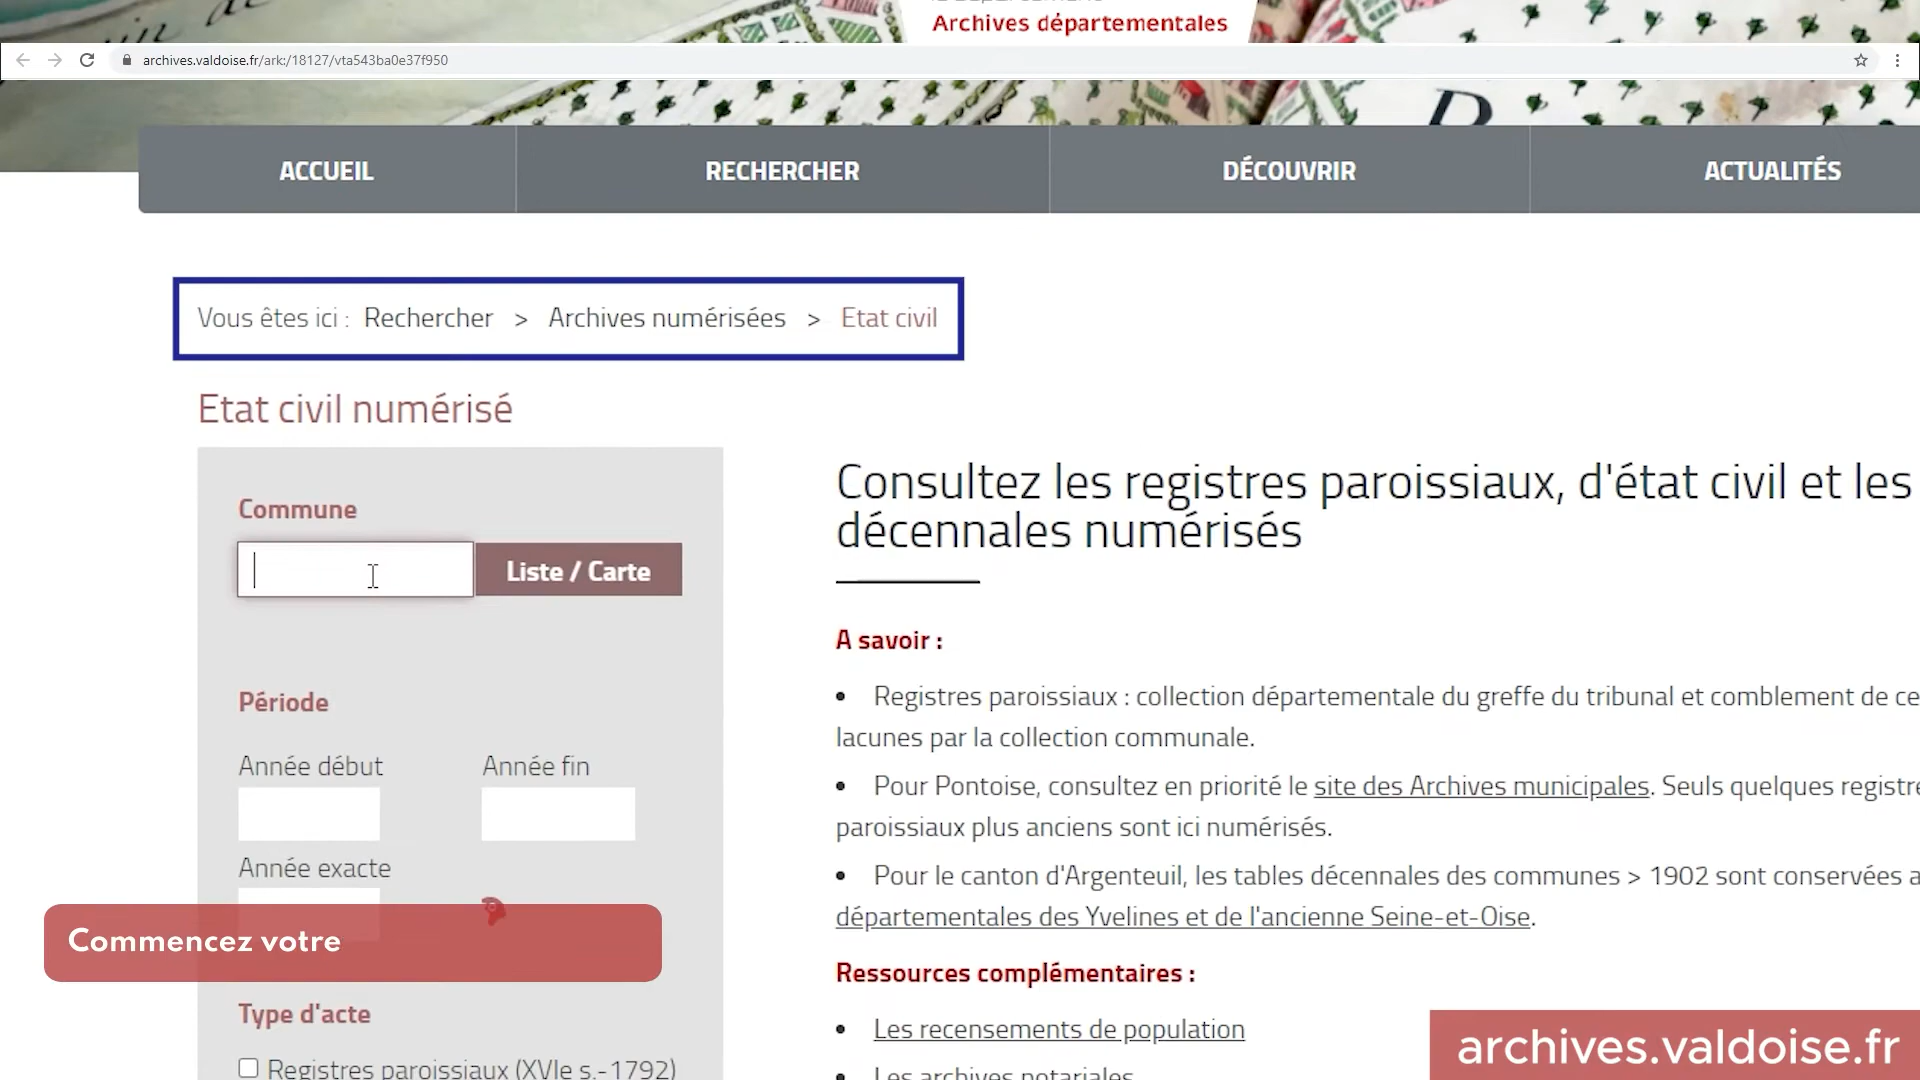 Archives départementales
archives.valdoise.fr/ark:/18127/vta543ba0e37f950
ACCUEIL
RECHERCHER
DÉCOUVRIR
ACTUALITÉS
Vous êtes ici : Rechercher > Archives numérisées > Etat civil
Etat civil numérisé
Commune
Liste / Carte
Période
Année début
Année fin
Année exacte
Commencez votre
Type d'acte
Registres paroissiaux (XVIe s.-1792)
Consultez les registres paroissiaux, d'état civil et les
décennales numérisés
A savoir :
• Registres paroissiaux : collection départementale du greffe du tribunal et comblement de ce
lacunes par la collection communale.
• Pour Pontoise, consultez en priorité le site des Archives municipales. Seuls quelques registre
paroissiaux plus anciens sont ici numérisés.
• Pour le canton d'Argenteuil, les tables décennales des communes > 1902 sont conservées a
départementales des Yvelines et de l'ancienne Seine-et-Oise.
Ressources complémentaires :
• Les recensements de population
• Les archives notariales
archives.valdoise.fr